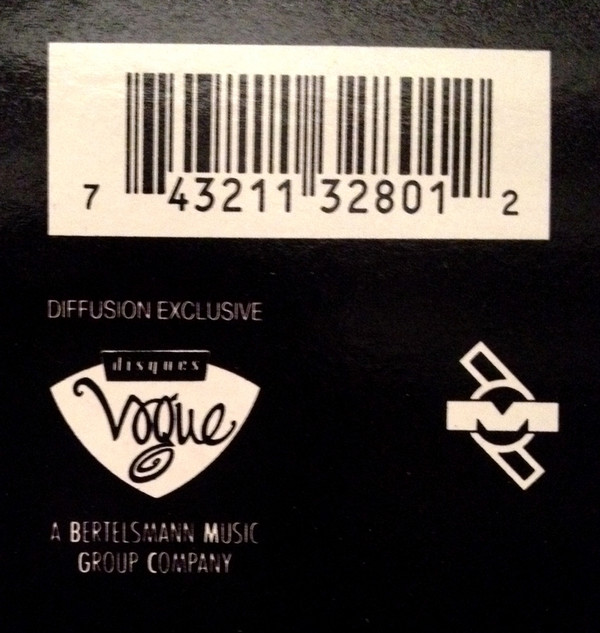 7 43211 32801 2
DIFFUSION EXCLUSIVE
disques
Vogue
M
A BERTELSMANN MUSIC
GROUP COMPANY